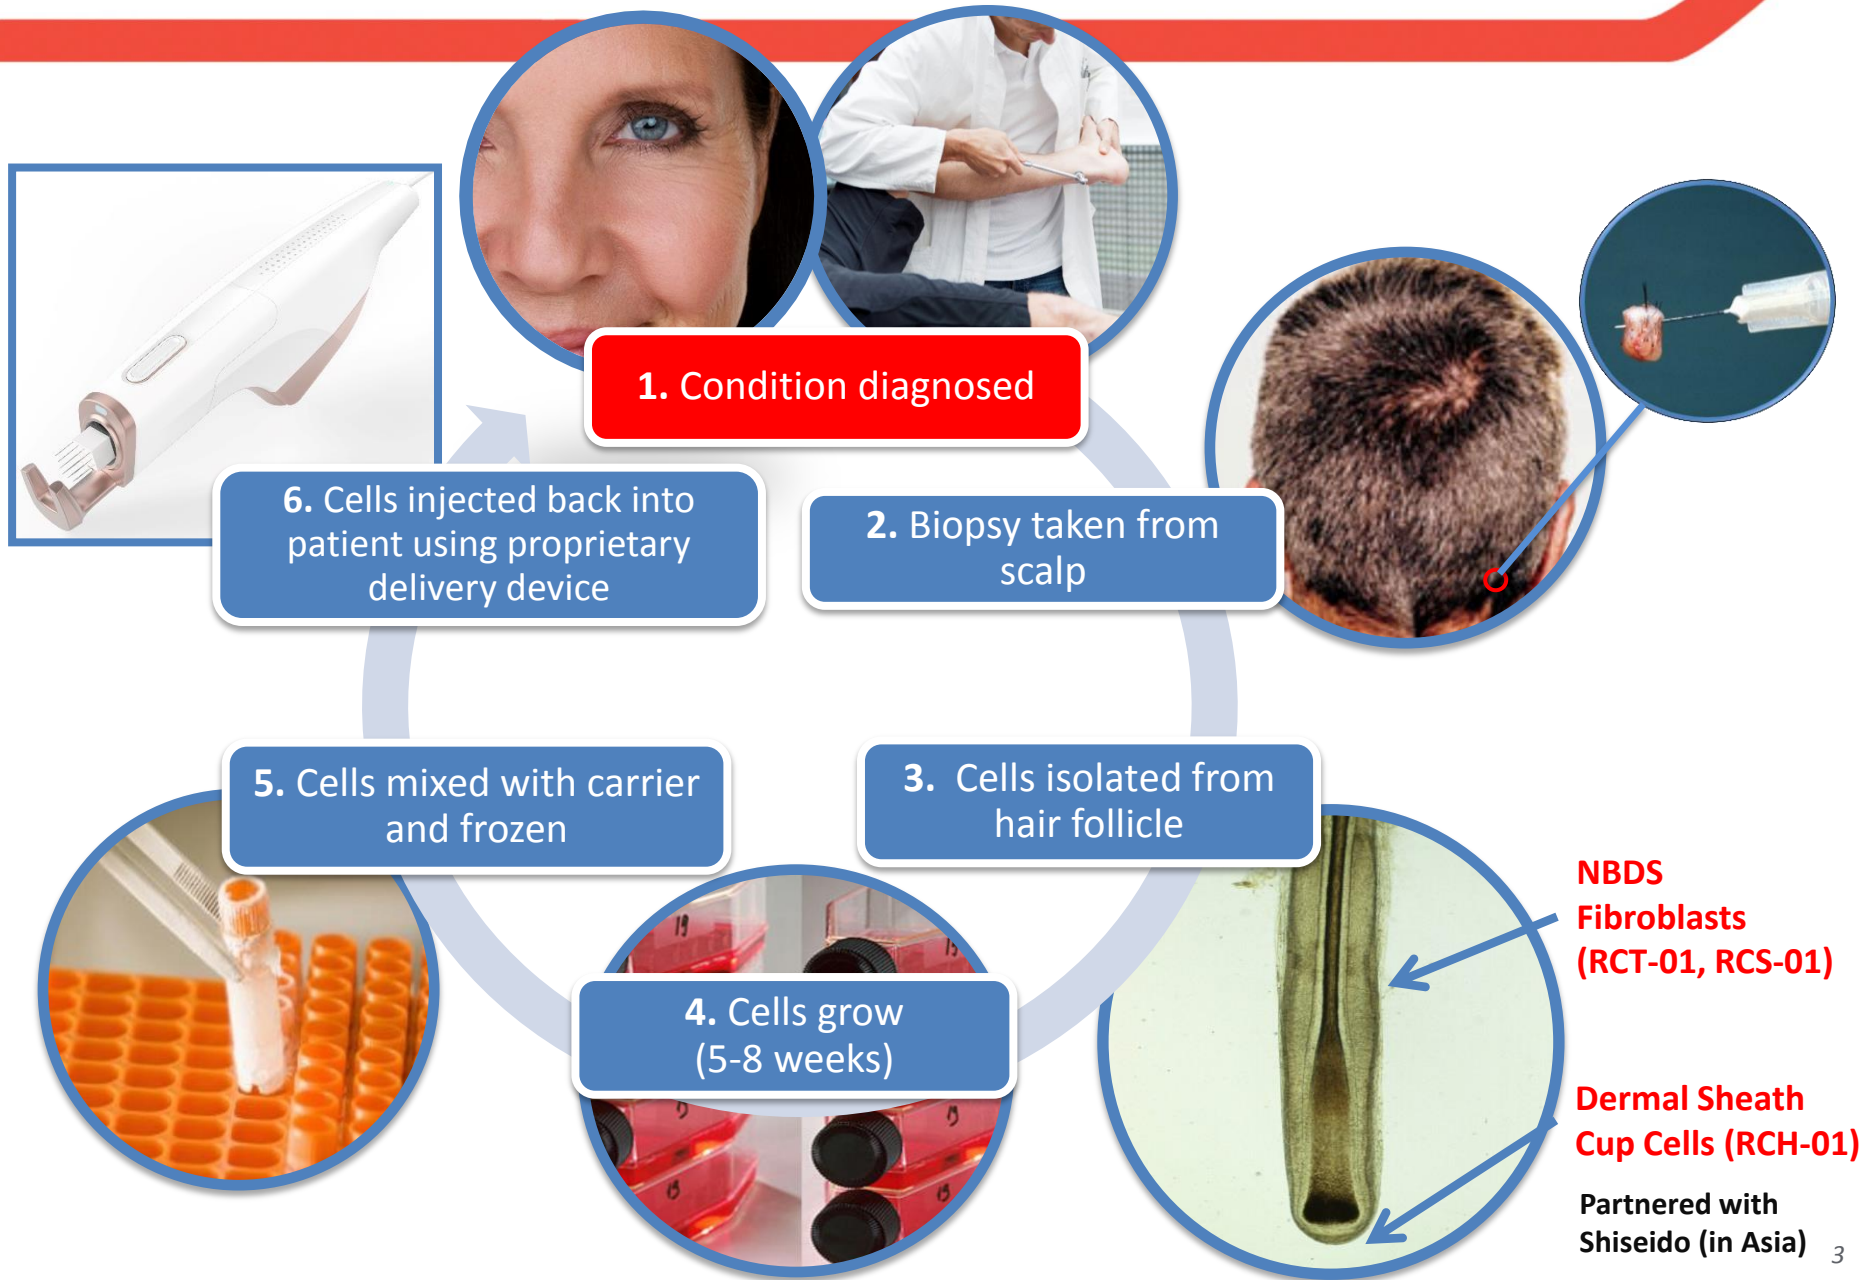 1. Condition diagnosed
2. Biopsy taken from
scalp
3. Cells isolated from
hair follicle
NBDS
Fibroblasts
(RCT-01, RCS-01)
Dermal Sheath
Cup Cells (RCH-01)
Partnered with
Shiseido (in Asia)
4. Cells grow
(5-8 weeks)
19
5. Cells mixed with carrier
and frozen
6. Cells injected back into
patient using proprietary
delivery device
3